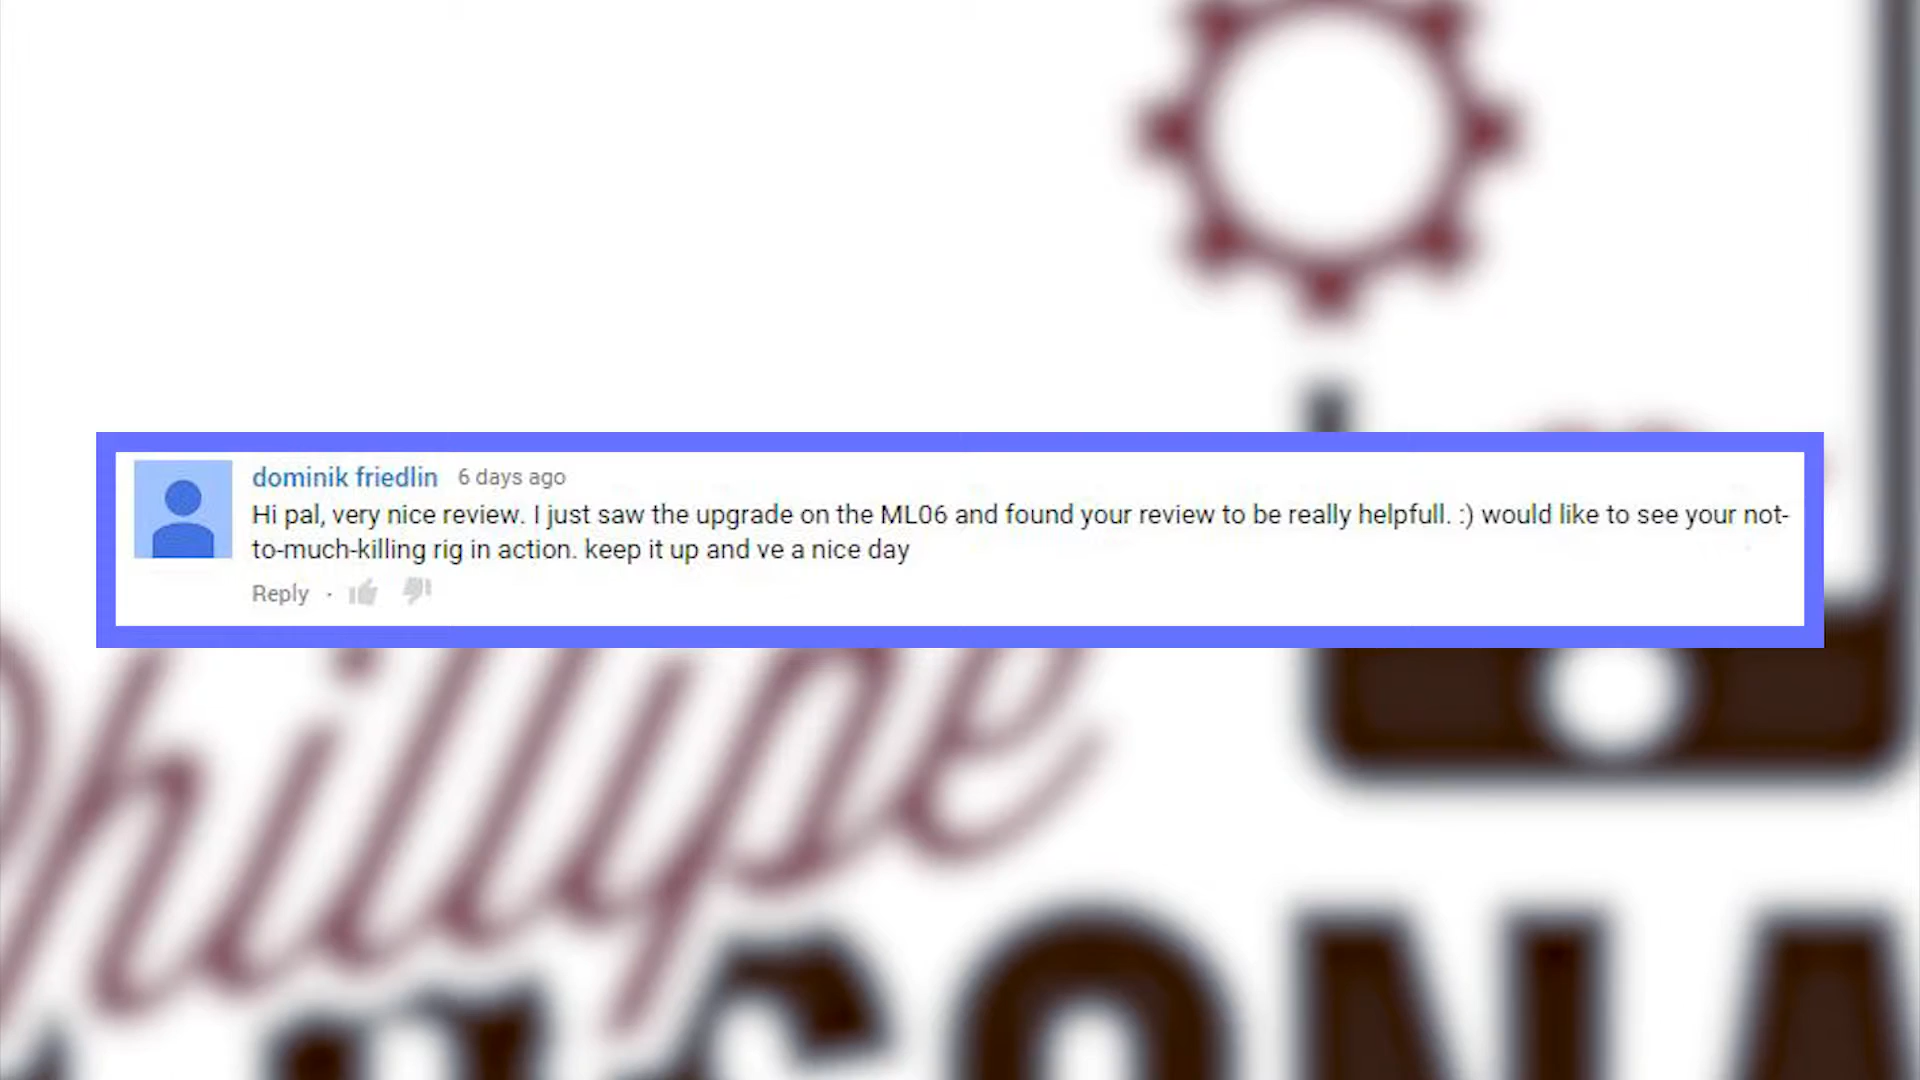 dominik friedlin 6 days ago
Hi pal, very nice review. I just saw the upgrade on the ML06 and found your review to be really helpfull. :) would like to see your not-
to-much-killing rig in action. keep it up and ve a nice day
Reply ·
Phillipe